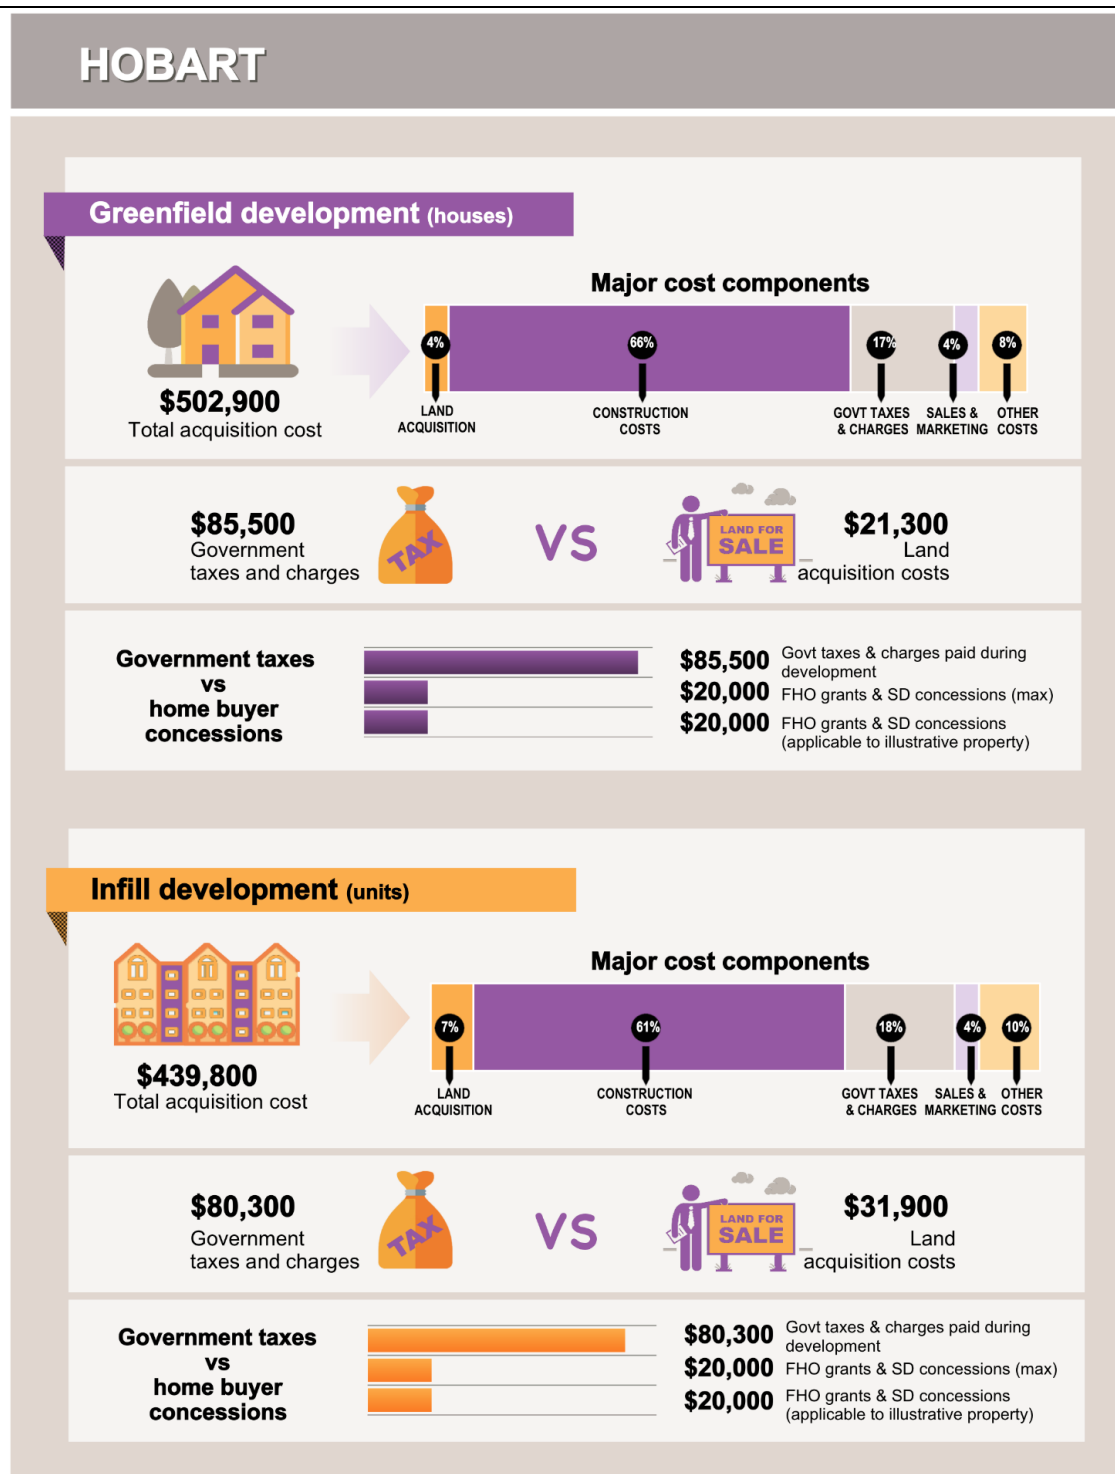 HOBART
Greenfield development (houses)
Major cost components
4%
66%
17%
4%
8%
LAND
ACQUISITION
CONSTRUCTION
COSTS
GOVT TAXES
& CHARGES
SALES &
MARKETING
OTHER
COSTS
$502,900
Total acquisition cost
$85,500
Government
taxes and charges
TAX
VS
LAND FOR
SALE
$21,300
Land
acquisition costs
Government taxes
vs
home buyer
concessions
$85,500 Govt taxes & charges paid during
development
$20,000 FHO grants & SD concessions (max)
$20,000 FHO grants & SD concessions
(applicable to illustrative property)
Infill development (units)
Major cost components
7%
61%
18%
4%
10%
LAND
ACQUISITION
CONSTRUCTION
COSTS
GOVT TAXES
& CHARGES
SALES &
MARKETING
OTHER
COSTS
$439,800
Total acquisition cost
$80,300
Government
taxes and charges
TAX
VS
LAND FOR
SALE
$31,900
Land
acquisition costs
Government taxes
vs
home buyer
concessions
$80,300 Govt taxes & charges paid during
development
$20,000 FHO grants & SD concessions (max)
$20,000 FHO grants & SD concessions
(applicable to illustrative property)